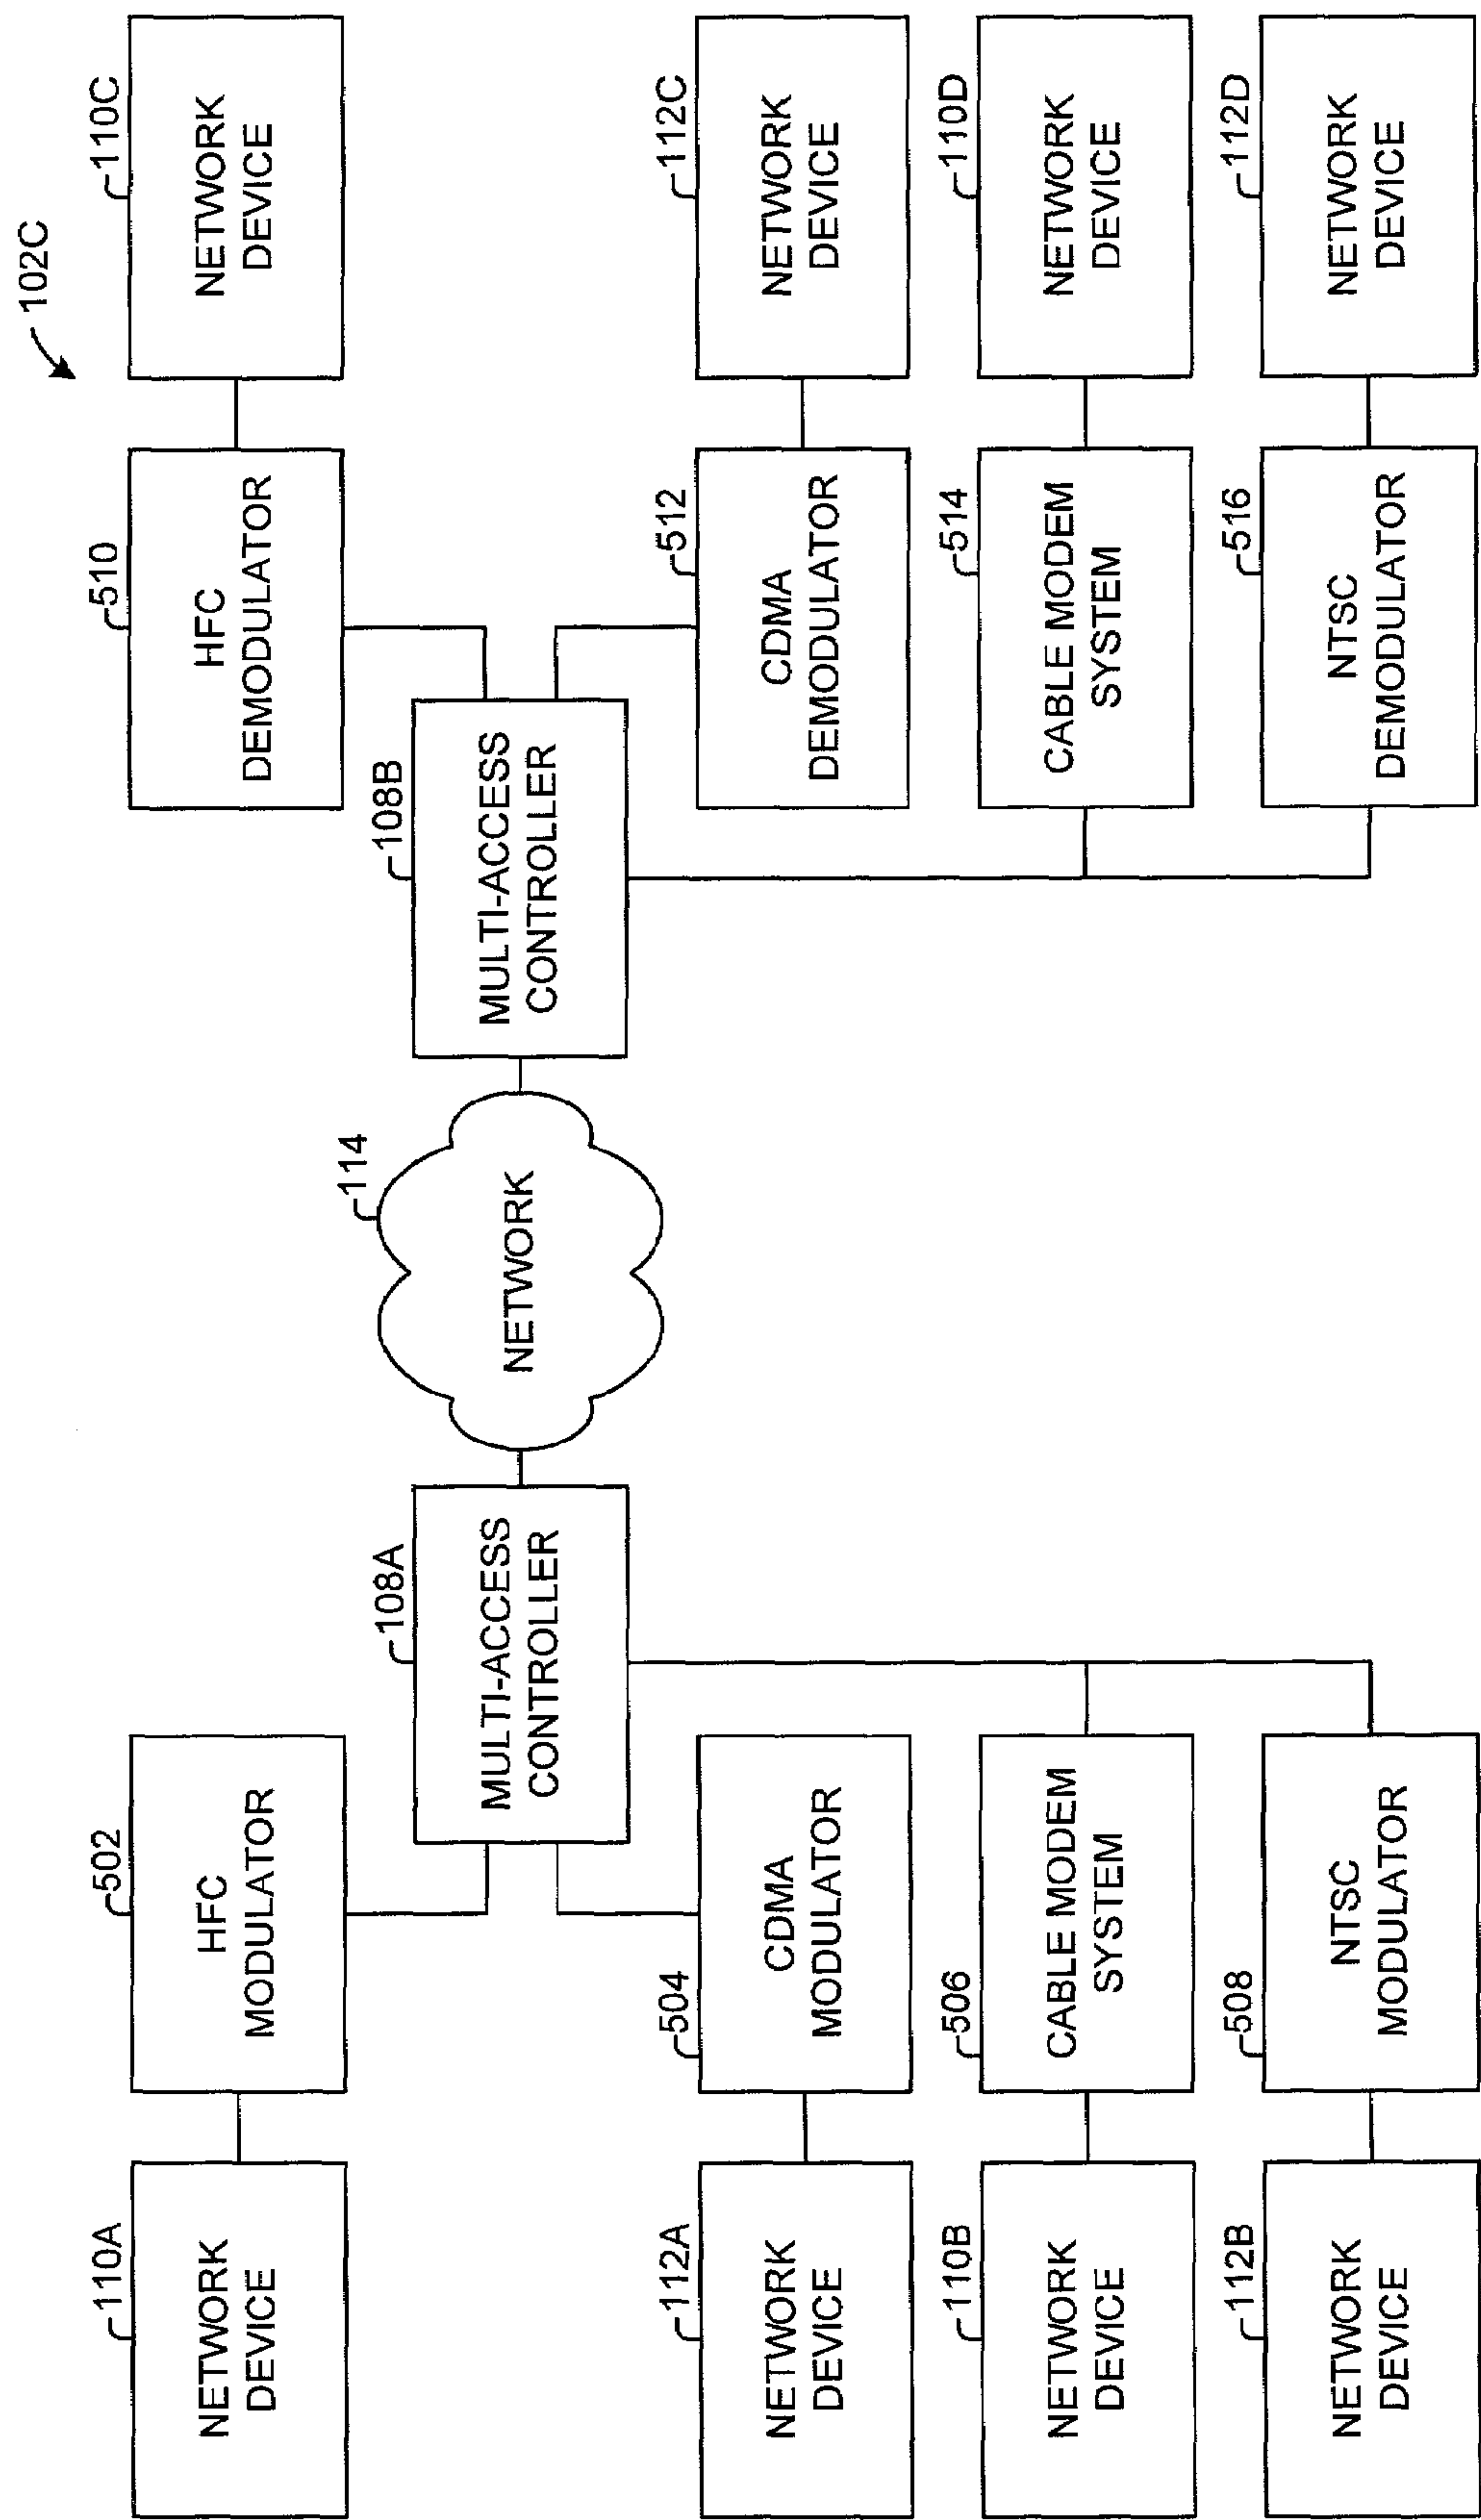 102C
110A
NETWORK
DEVICE
502
HFC
MODULATOR
510
HFC
DEMODULATOR
110C
NETWORK
DEVICE
108A
MULTI-ACCESS
CONTROLLER
114
NETWORK
108B
MULTI-ACCESS
CONTROLLER
112A
NETWORK
DEVICE
504
CDMA
MODULATOR
512
CDMA
DEMODULATOR
112C
NETWORK
DEVICE
110B
NETWORK
DEVICE
506
CABLE MODEM
SYSTEM
514
CABLE MODEM
SYSTEM
110D
NETWORK
DEVICE
112B
NETWORK
DEVICE
508
NTSC
MODULATOR
516
NTSC
DEMODULATOR
112D
NETWORK
DEVICE